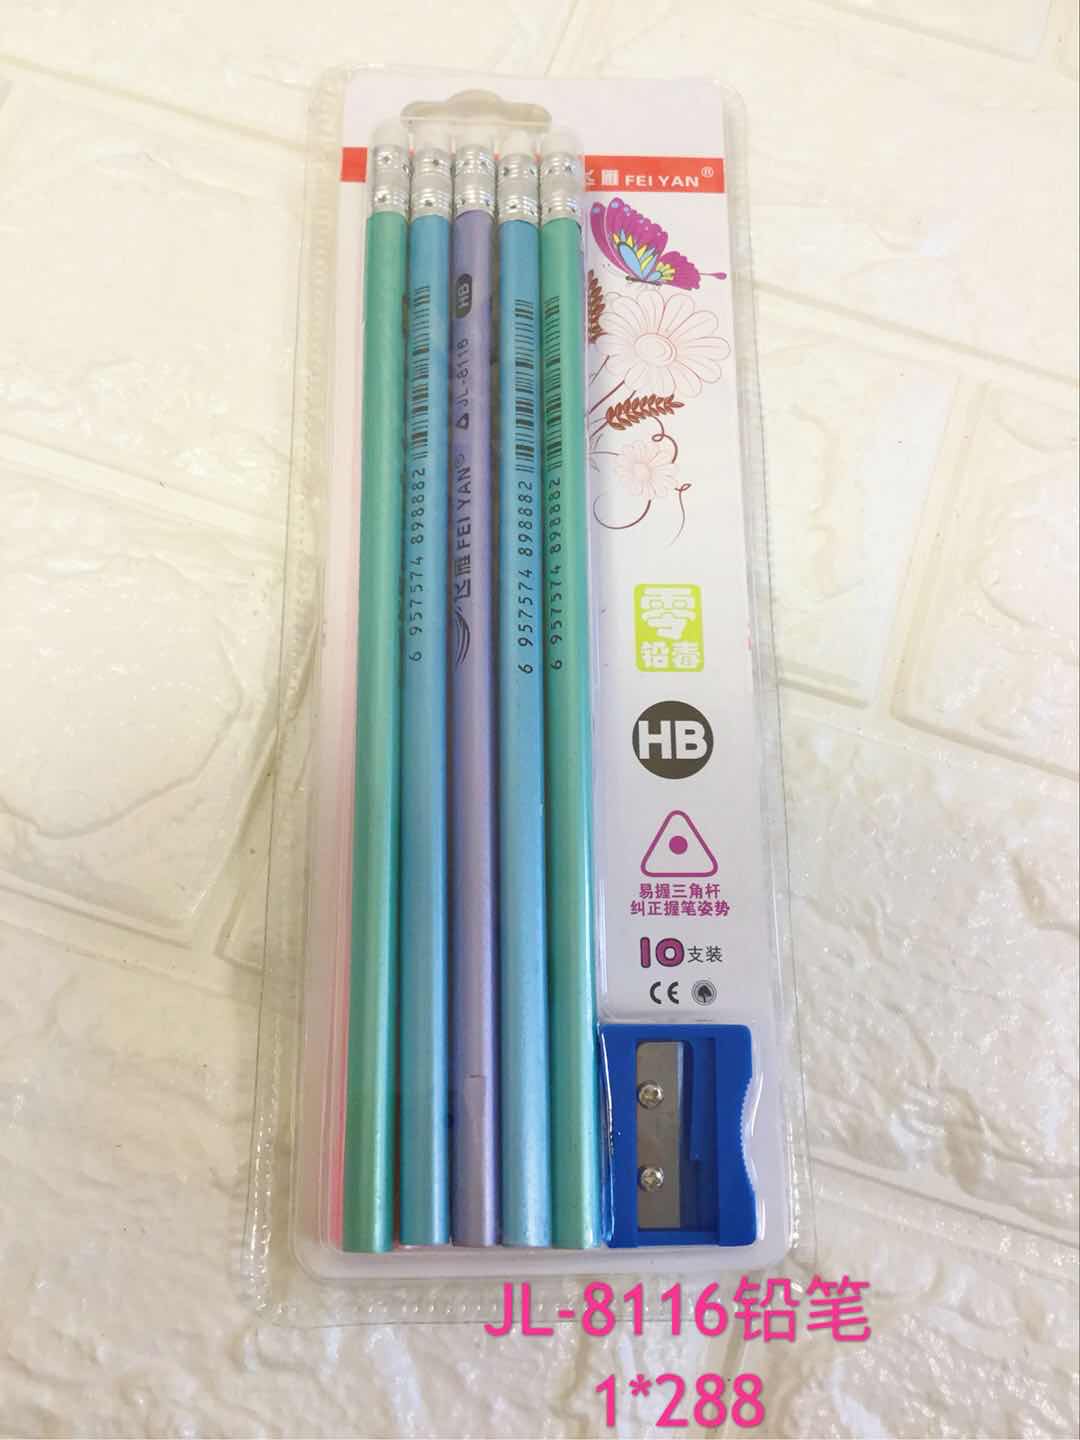 飞雁 FEI YAN®
HB
JL-8116
飞雁 FEI YAN®
6 957574 898882
6 957574 898882
6 957574 898882
零
铅毒
HB
易握三角杆
纠正握笔姿势
10支装
CE
JL-8116铅笔
1*288